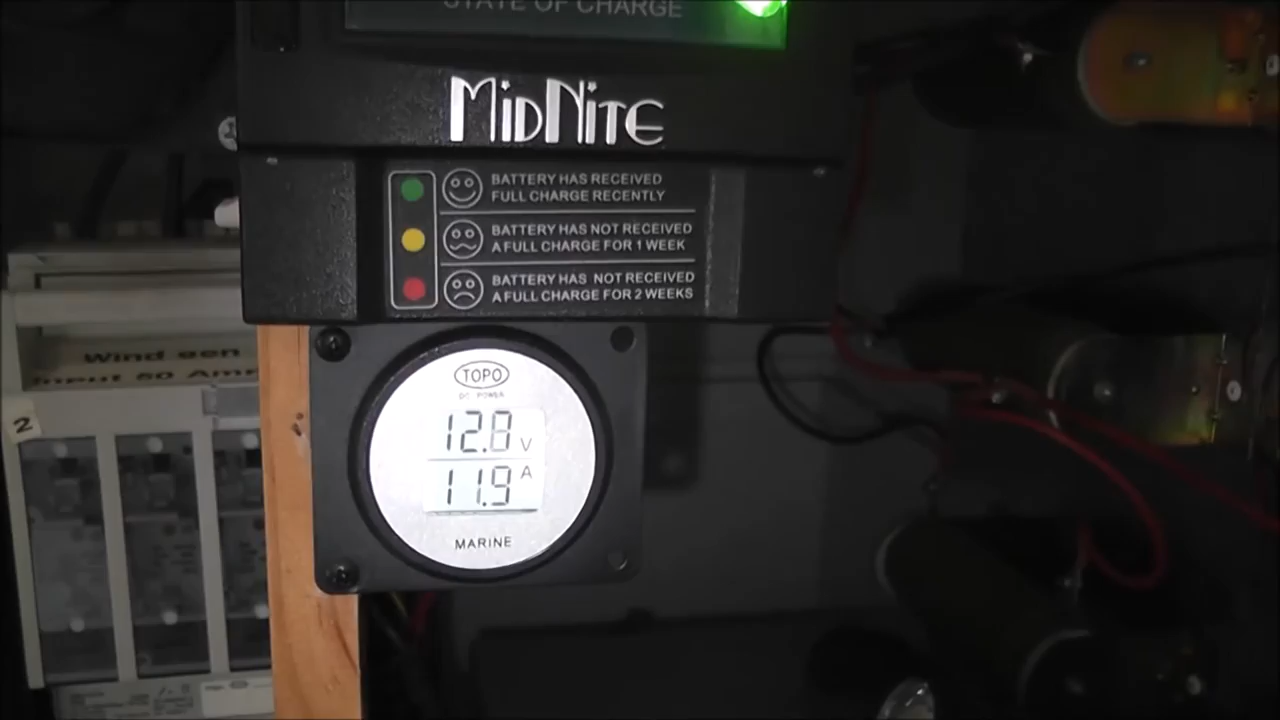 STATE OF CHARGE
MIDNITE
BATTERY HAS RECEIVED
FULL CHARGE RECENTLY
BATTERY HAS NOT RECEIVED
A FULL CHARGE FOR 1 WEEK
BATTERY HAS NOT RECEIVED
A FULL CHARGE FOR 2 WEEKS
Wind gen
Input 60 Amp
2
TOPO
DC POWER
12.8 V
11.9 A
MARINE